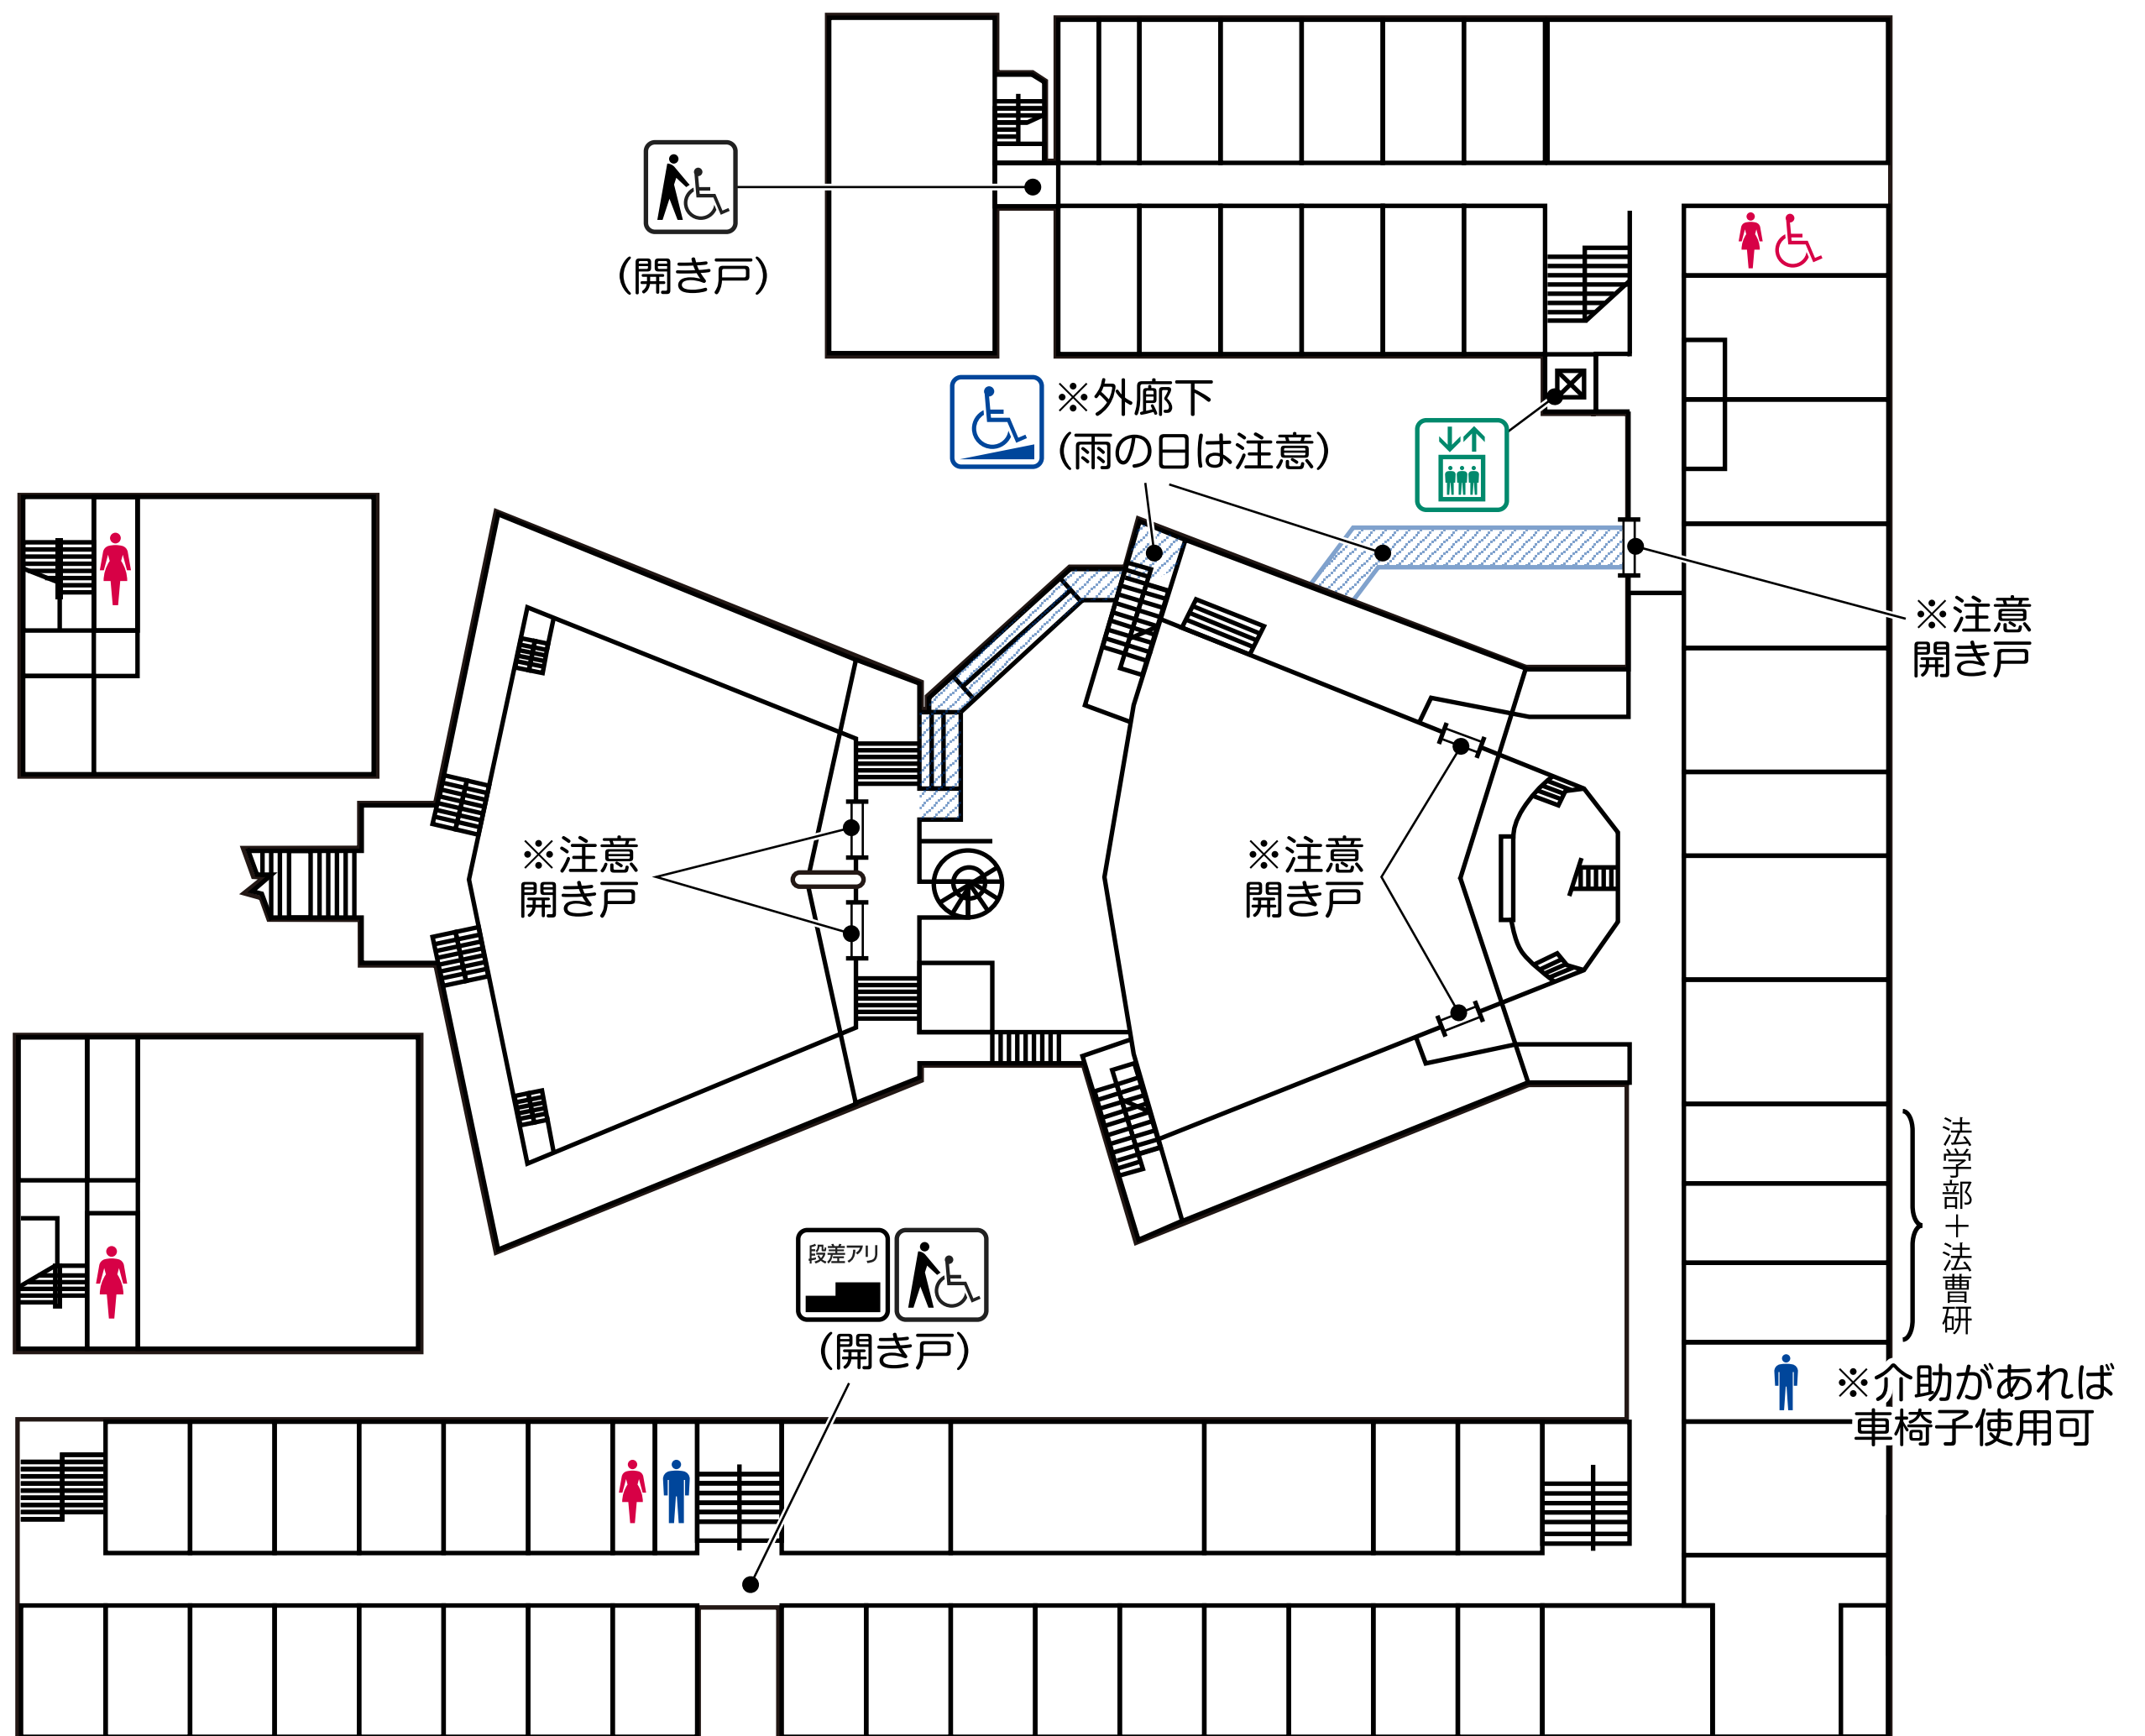 (開き戸)
※外廊下
(雨の日は注意)
※注意
開き戸
※注意
開き戸
※注意
開き戸
法学部＋法曹研
段差アリ
(開き戸)
※介助があれば
車椅子使用可